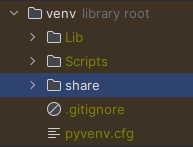 venv library root
Lib
Scripts
share
.gitignore
pyvenv.cfg